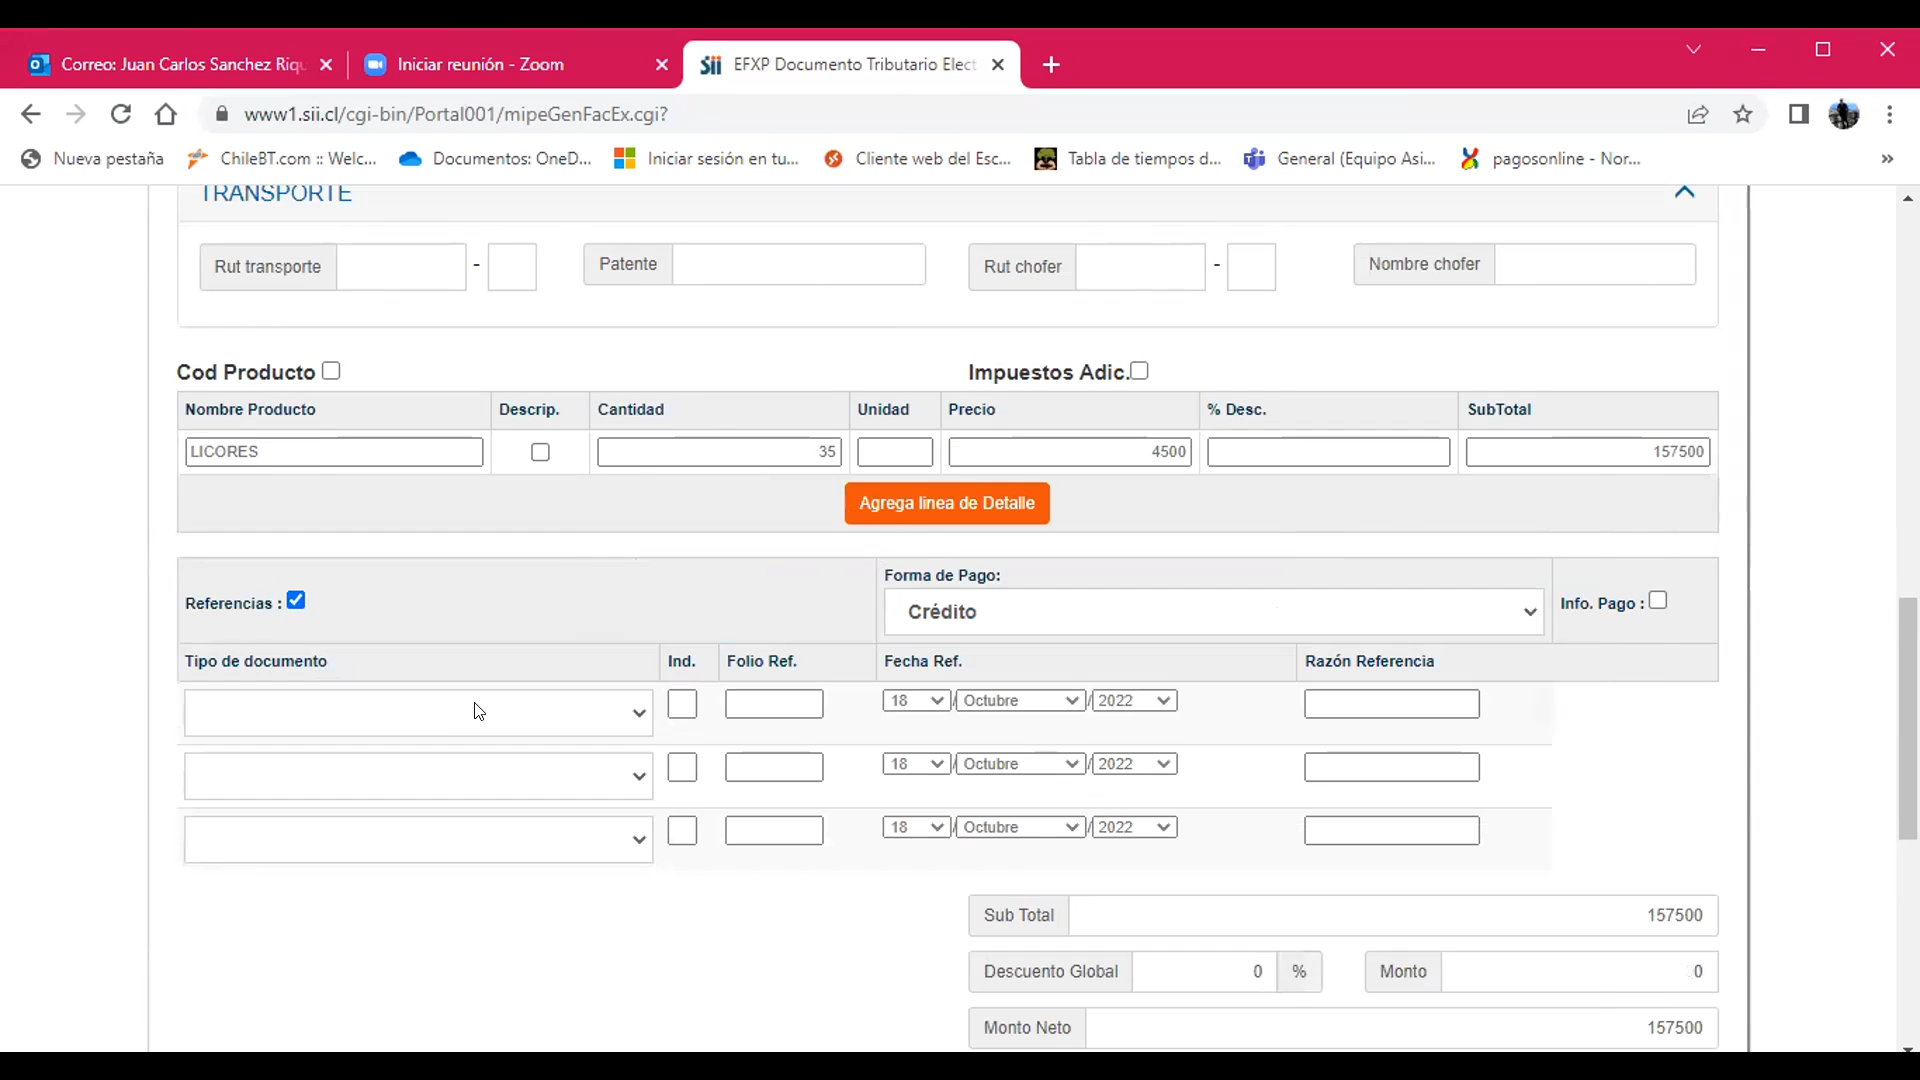 Correo: Juan Carlos Sanchez Riqu
Iniciar reunión - Zoom
Sii EFXP Documento Tributario Elect
www1.sii.cl/cgi-bin/Portal001/mipeGenFacEx.cgi?
Nueva pestaña
ChileBT.com :: Welc...
Documentos: OneD...
Iniciar sesión en tu...
Cliente web del Esc...
Tabla de tiempos d...
General (Equipo Asi...
pagosonline - Nor...
»
TRANSPORTE
Rut transporte - Patente Rut chofer - Nombre chofer
Cod Producto Impuestos Adic.
Nombre Producto Descrip. Cantidad Unidad Precio % Desc. SubTotal
LICORES 35 4500 157500
Agrega linea de Detalle
Referencias : Forma de Pago: Info. Pago :
Crédito
Tipo de documento Ind. Folio Ref. Fecha Ref. Razón Referencia
18 / Octubre / 2022
18 / Octubre / 2022
18 / Octubre / 2022
Sub Total 157500
Descuento Global 0 % Monto 0
Monto Neto 157500